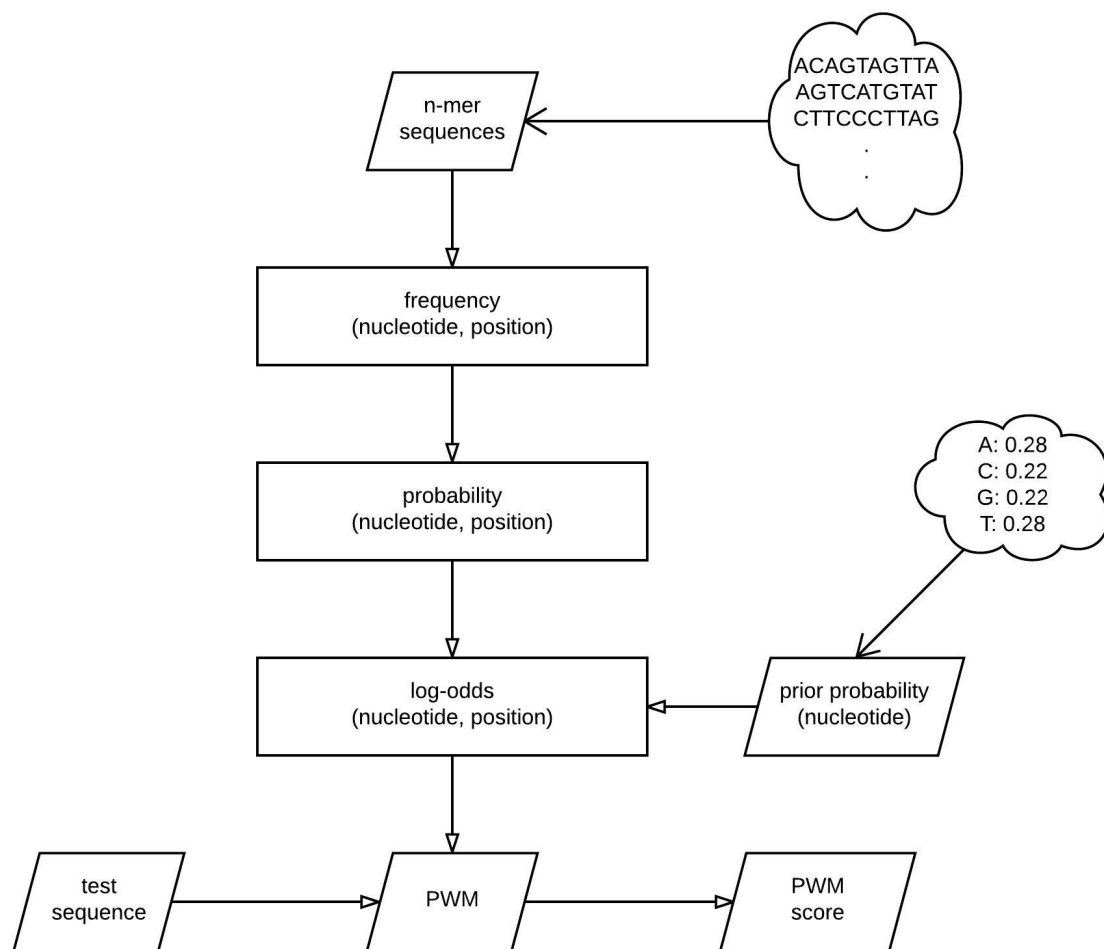 ACAGTAGTTA
AGTCATGTAT
CTTCCCTTAG
.
.
n-mer
sequences
frequency
(nucleotide, position)
probability
(nucleotide, position)
A: 0.28
C: 0.22
G: 0.22
T: 0.28
log-odds
(nucleotide, position)
prior probability
(nucleotide)
test
sequence
PWM
PWM
score